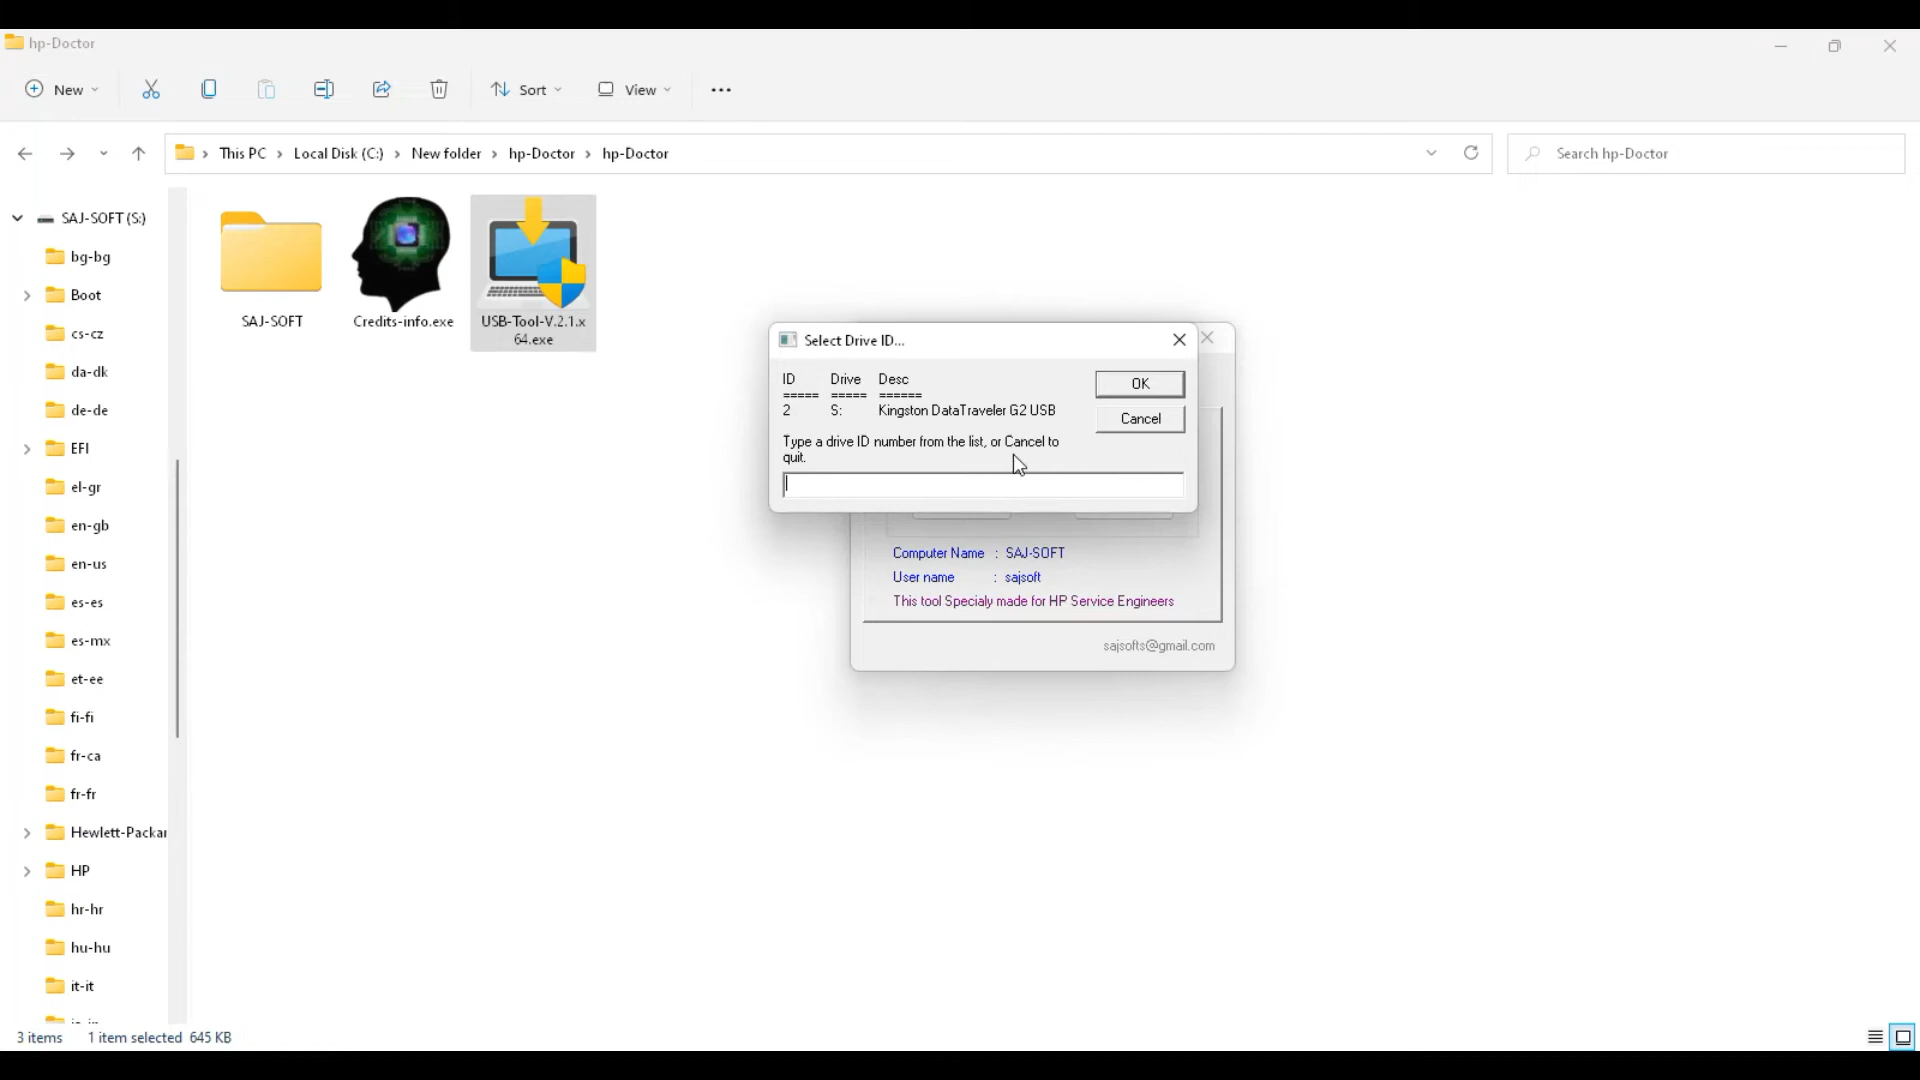 hp-Doctor
New
Sort
View
This PC > Local Disk (C:) > New folder > hp-Doctor > hp-Doctor
Search hp-Doctor
SAJ-SOFT (S:)
bg-bg
Boot
cs-cz
da-dk
de-de
EFI
el-gr
en-gb
en-us
es-es
es-mx
et-ee
fi-fi
fr-ca
fr-fr
Hewlett-Packar
HP
hr-hr
hu-hu
it-it
SAJ-SOFT
Credits-info.exe
USB-Tool-V.2.1.x
64.exe
Select Drive ID...
ID Drive Desc
===== ===== ======
2 S: Kingston DataTraveler G2 USB
Type a drive ID number from the list, or Cancel to
quit.
OK
Cancel
Computer Name : SAJ-SOFT
User name : sajsoft
This tool Specialy made for HP Service Engineers
sajsofts@gmail.com
3 items 1 item selected 645 KB